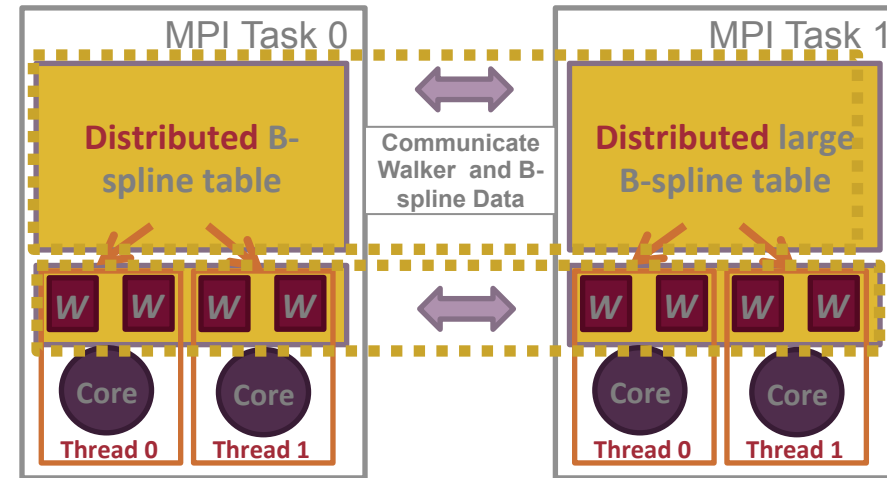 MPI Task 0
MPI Task 1
Distributed B-
spline table
Communicate
Walker and B-
spline Data
Distributed large
B-spline table
W W W W
W W W W
Core Core
Core Core
Thread 0 Thread 1
Thread 0 Thread 1